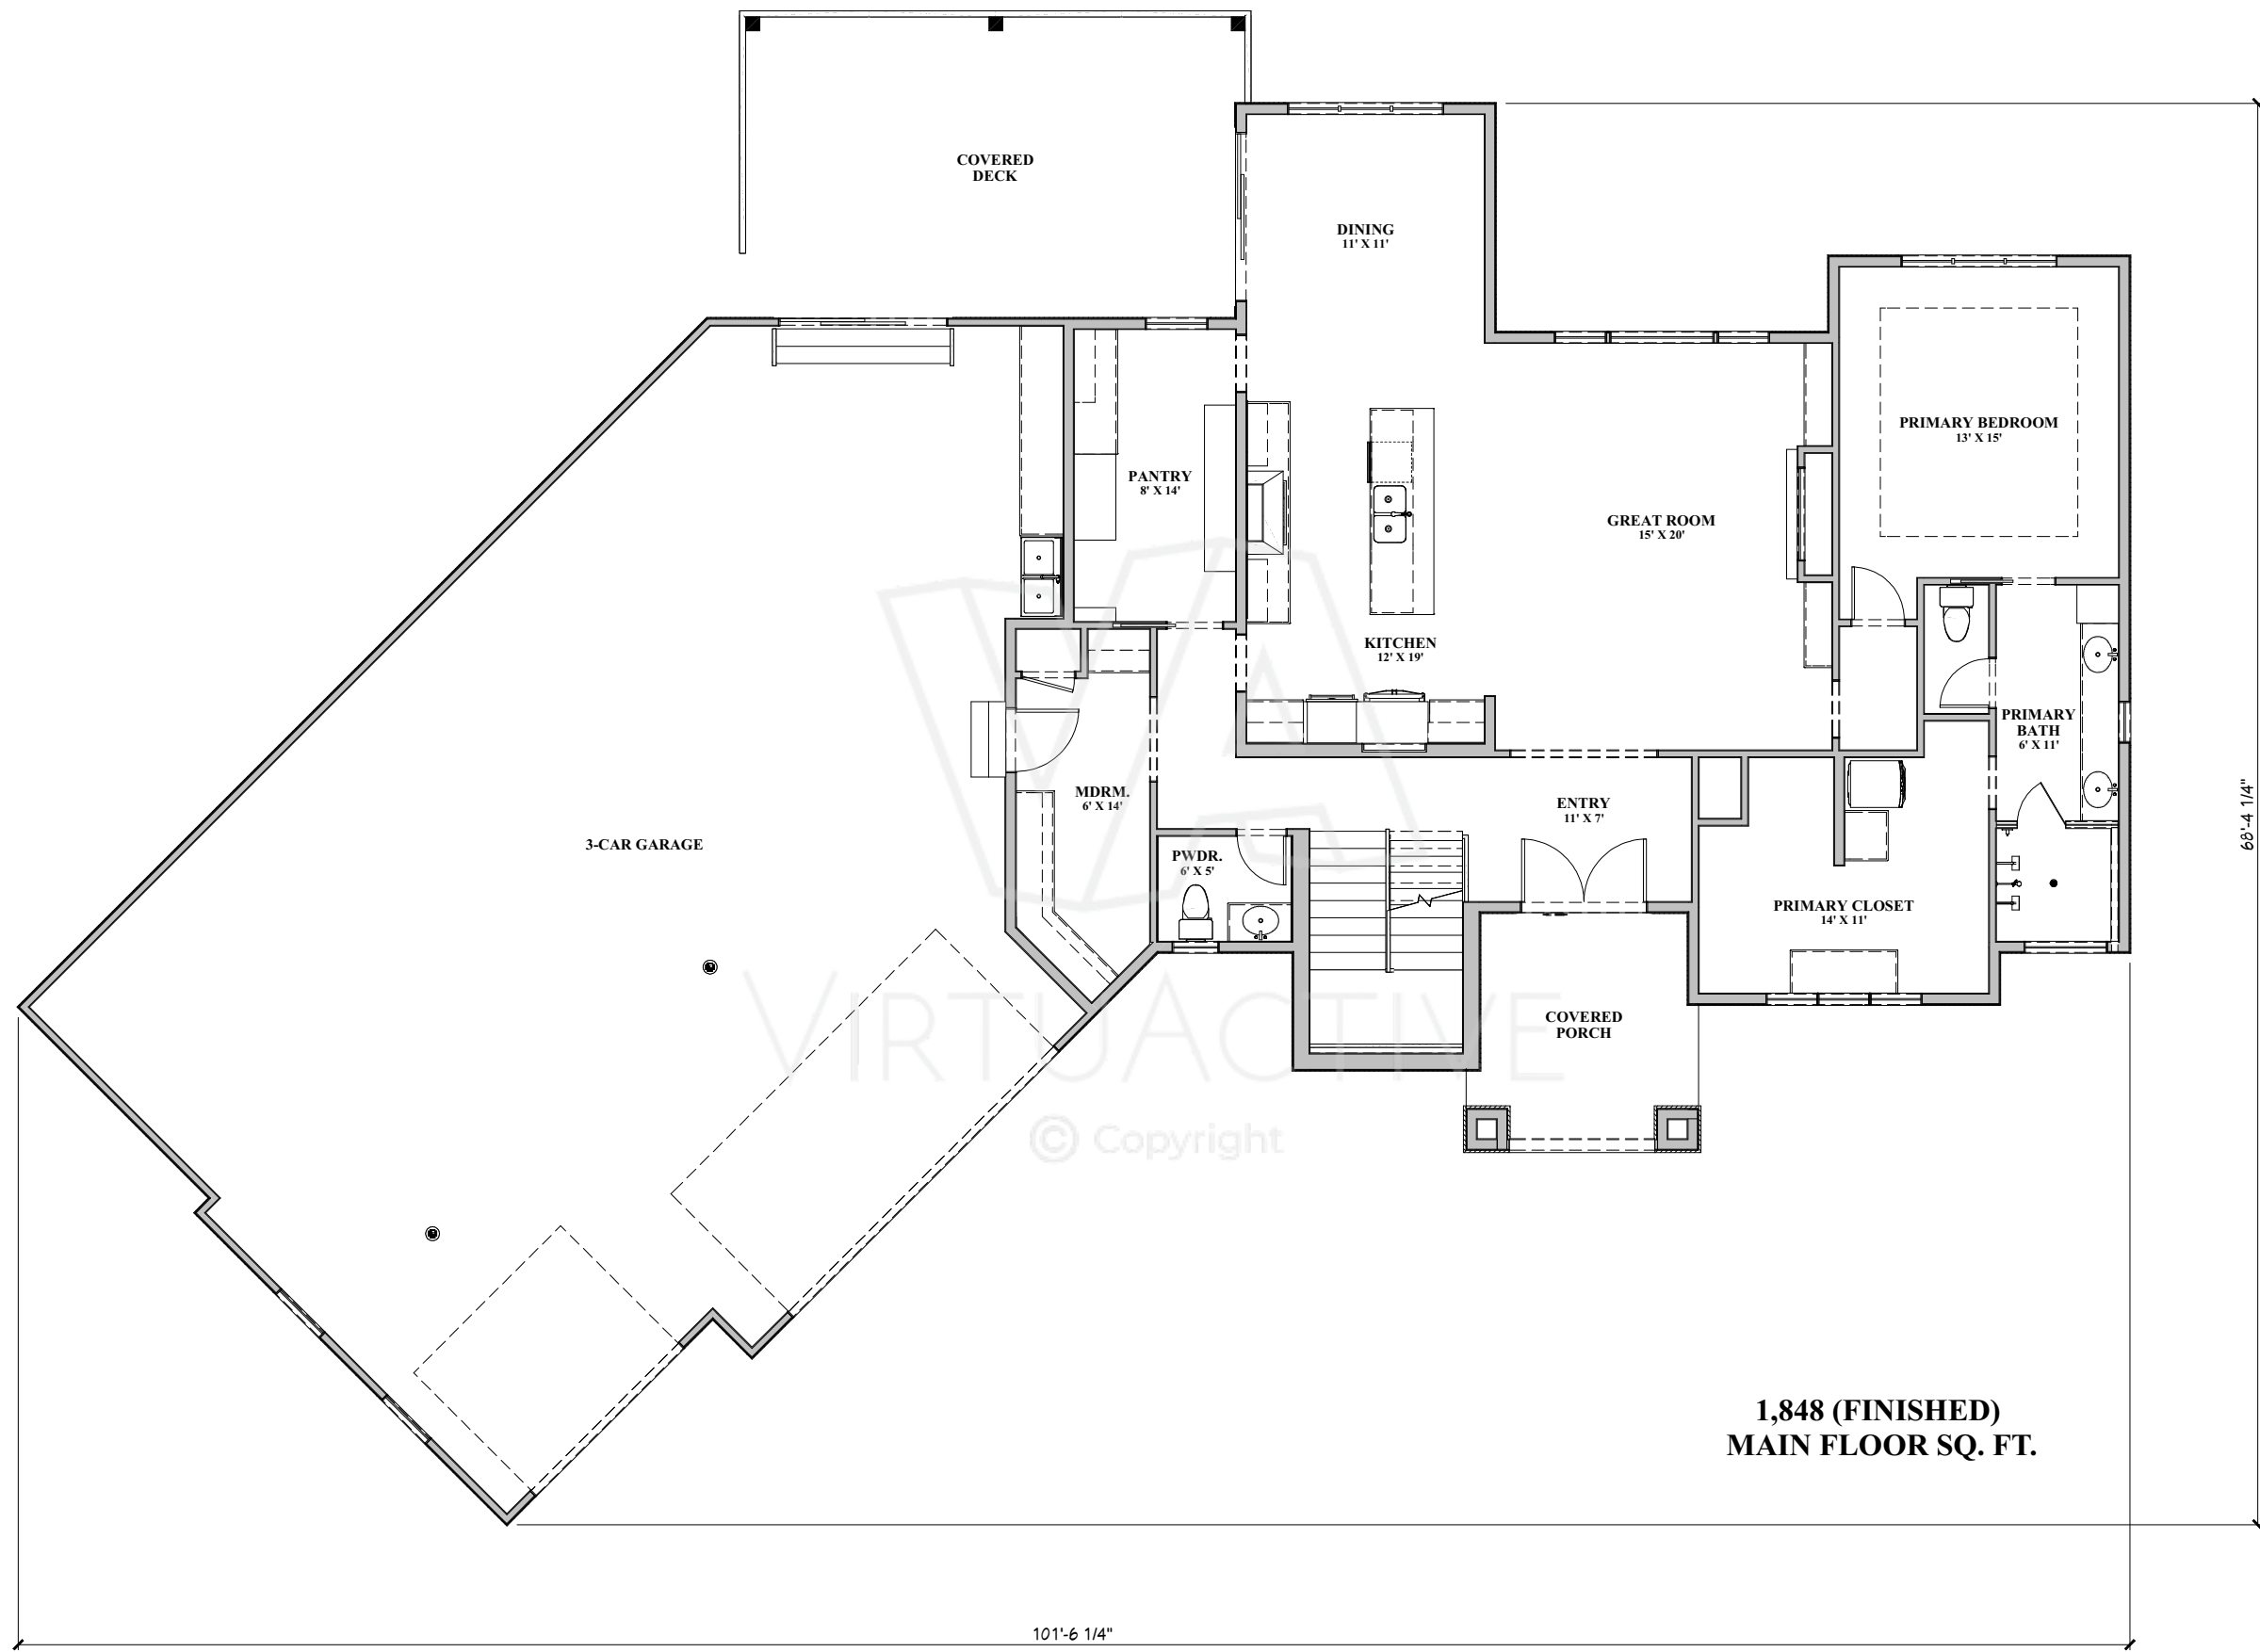 COVERED
DECK
DINING
11' X 11'
PRIMARY BEDROOM
13' X 15'
PANTRY
8' X 14'
GREAT ROOM
15' X 20'
KITCHEN
12' X 19'
PRIMARY
BATH
6' X 11'
MDRM.
6' X 14'
ENTRY
11' X 7'
3-CAR GARAGE
PWDR.
6' X 5'
PRIMARY CLOSET
14' X 11'
COVERED
PORCH
VA
VIRTUACTIVE
© Copyright
1,848 (FINISHED)
MAIN FLOOR SQ. FT.
68'-4 1/4"
101'-6 1/4"